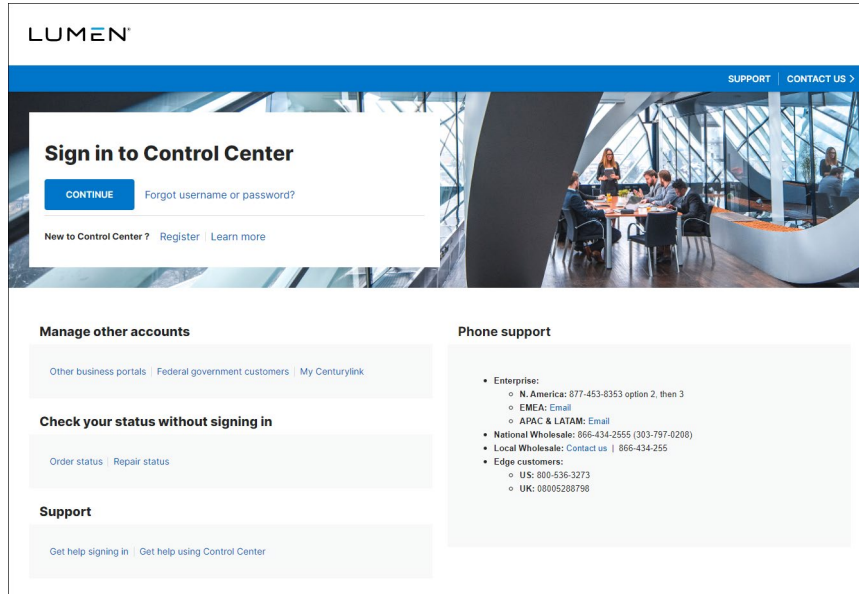 LUMEN®
SUPPORT | CONTACT US >
Sign in to Control Center
CONTINUE Forgot username or password?
New to Control Center ? Register | Learn more
Manage other accounts
Other business portals | Federal government customers | My Centurylink
Check your status without signing in
Order status | Repair status
Support
Get help signing in | Get help using Control Center
Phone support
• Enterprise:
○ N. America: 877-453-8353 option 2, then 3
○ EMEA: Email
○ APAC & LATAM: Email
• National Wholesale: 866-434-2555 (303-797-0208)
• Local Wholesale: Contact us | 866-434-255
• Edge customers:
○ US: 800-536-3273
○ UK: 08005288798